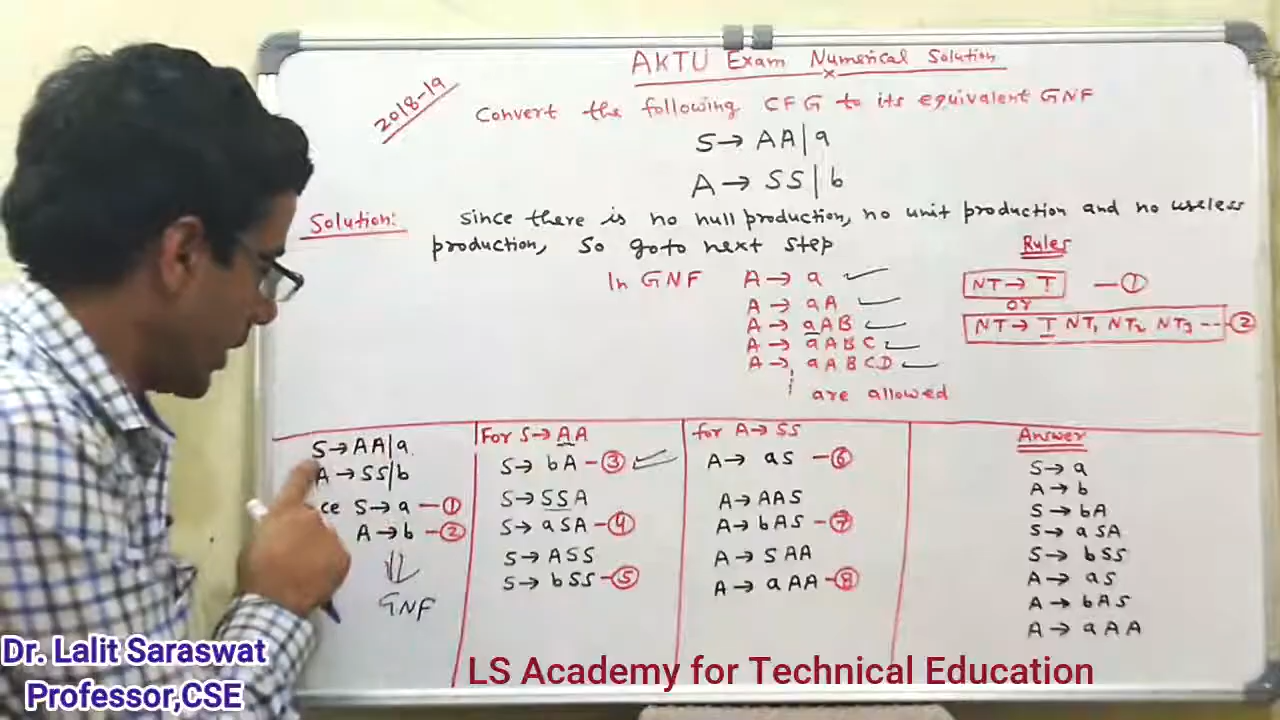 AKTU Exam Numerical Solution
2018-19
Convert the following CFG to its equivalent GNF
S→ AA|a
A→ SS|b
Solution: Since there is no null production, no unit production and no useless
production, So goto next step
Rules
In GNF A→ a
A→ aA
A→ aAB
A→ aABC
A→ aABCD
are allowed
NT→ T —①
or
NT→ T NT1 NT2 NT3 --- ②
S→AA|a
A→SS|b
ce S→a —①
A→b —②
GNF
For S→ AA
S→ bA —③
S→ SSA
S→ aSA —④
S→ ASS
S→ bSS —⑤
for A→ SS
A→ aS —⑥
A→ AAS
A→ bAS —⑦
A→ SAA
A→ aAA —⑧
Answer
S→ a
A→ b
S→ bA
S→ aSA
S→ bSS
A→ aS
A→ bAS
A→ aAA
Dr. Lalit Saraswat
Professor,CSE
LS Academy for Technical Education